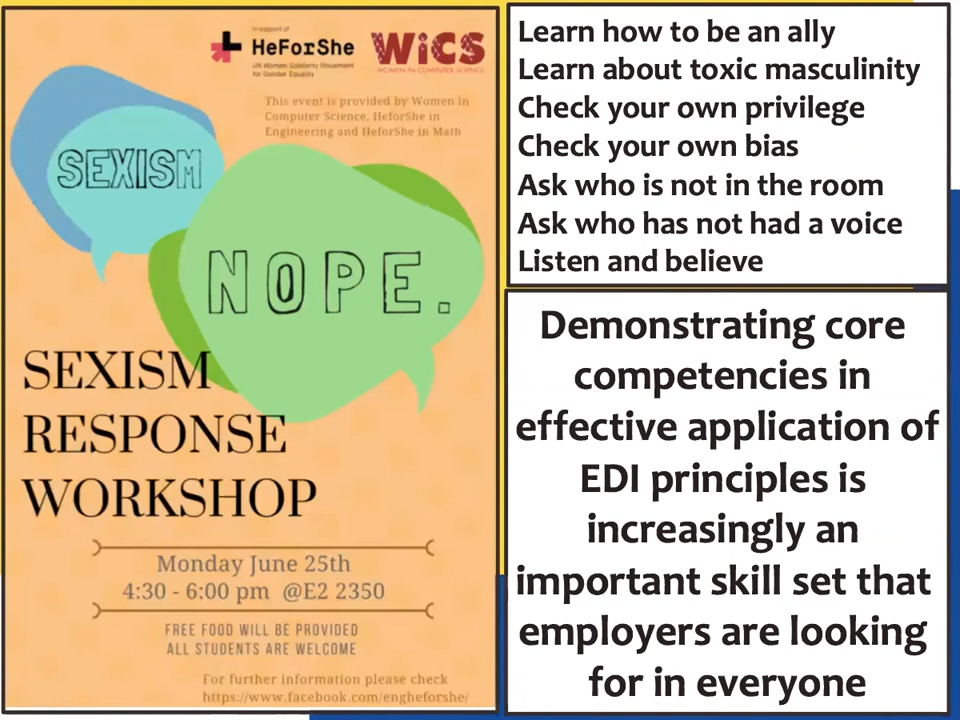 In support of
HeForShe
UN Women Solidarity Movement
for Gender Equality
WiCS
WOMEN IN COMPUTER SCIENCE
This event is provided by Women in
Computer Science, HeforShe in
Engineering and HeforShe in Math
SEXISM
NOPE.
SEXISM
RESPONSE
WORKSHOP
Monday June 25th
4:30 - 6:00 pm @E2 2350
FREE FOOD WILL BE PROVIDED
ALL STUDENTS ARE WELCOME
For further information please check
https://www.facebook.com/engheforshe/
Learn how to be an ally
Learn about toxic masculinity
Check your own privilege
Check your own bias
Ask who is not in the room
Ask who has not had a voice
Listen and believe
Demonstrating core
competencies in
effective application of
EDI principles is
increasingly an
important skill set that
employers are looking
for in everyone